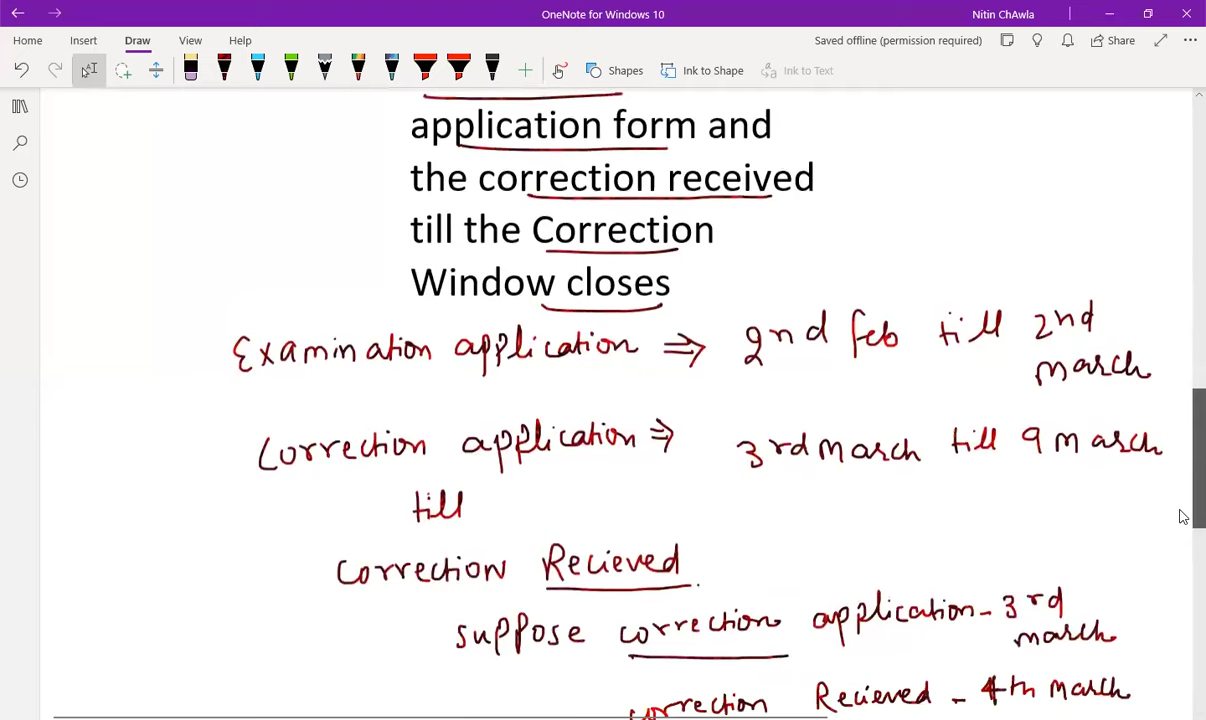 OneNote for Windows 10
Nitin ChAwla
Home Insert Draw View Help
Saved offline (permission required)
Share
Shapes
Ink to Shape
Ink to Text
application form and
the correction received
till the Correction
Window closes
Examination application ⇒ 2nd feb till 2nd
march
Correction application ⇒ 3rd march till 9 march
till
correction Recieved
suppose correction application - 3rd
march
correction Recieved - 4th march